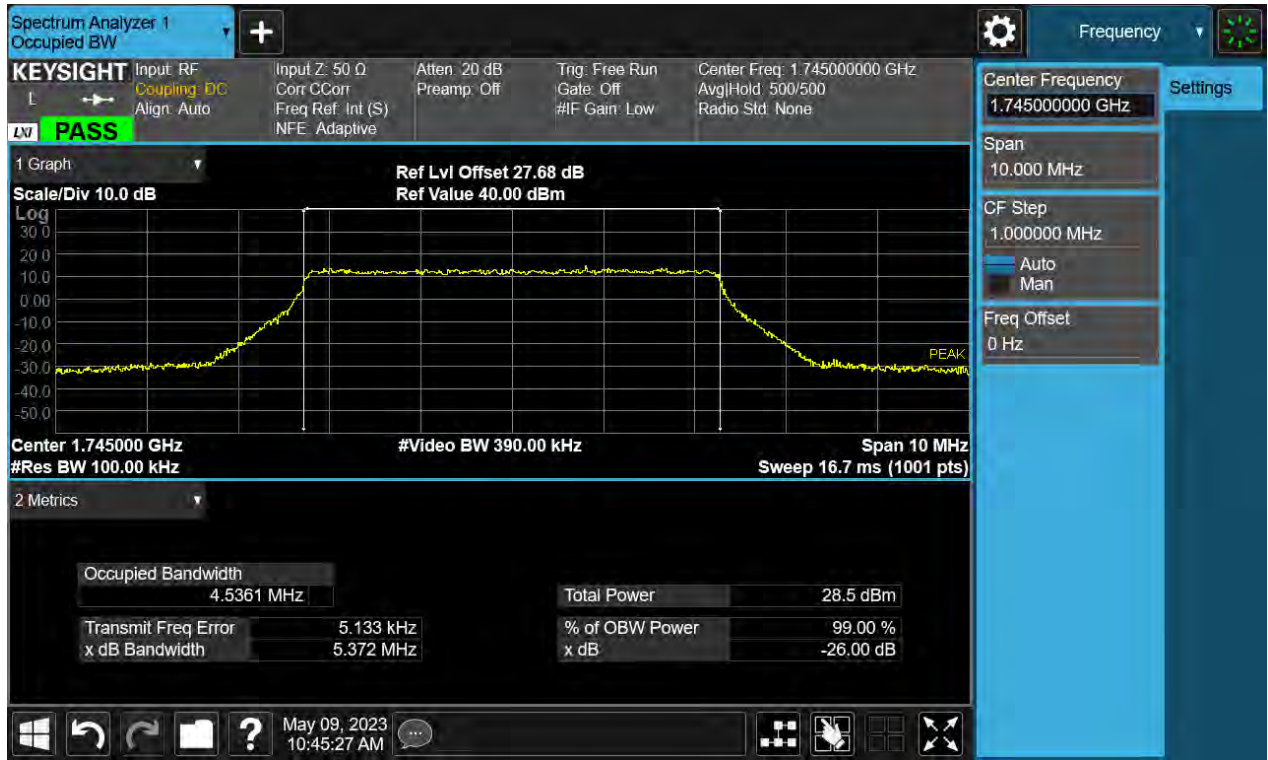 Spectrum Analyzer 1
Occupied BW
Frequency
KEYSIGHT
L
LXI
PASS
Input: RF
Coupling: DC
Align: Auto
Input Z: 50 Ω
Corr CCorr
Freq Ref: Int (S)
NFE: Adaptive
Atten: 20 dB
Preamp: Off
Trig: Free Run
Gate: Off
#IF Gain: Low
Center Freq: 1.745000000 GHz
Avg|Hold: 500/500
Radio Std: None
1 Graph
Scale/Div 10.0 dB
Ref Lvl Offset 27.68 dB
Ref Value 40.00 dBm
Log
30.0
20.0
10.0
0.00
-10.0
-20.0
-30.0
-40.0
-50.0
PEAK
Center 1.745000 GHz
#Video BW 390.00 kHz
Span 10 MHz
#Res BW 100.00 kHz
Sweep 16.7 ms (1001 pts)
2 Metrics
Occupied Bandwidth
4.5361 MHz
Total Power 28.5 dBm
Transmit Freq Error 5.133 kHz
% of OBW Power 99.00 %
x dB Bandwidth 5.372 MHz
x dB -26.00 dB
Center Frequency
1.745000000 GHz
Settings
Span
10.000 MHz
CF Step
1.000000 MHz
Auto
Man
Freq Offset
0 Hz
?
May 09, 2023
10:45:27 AM